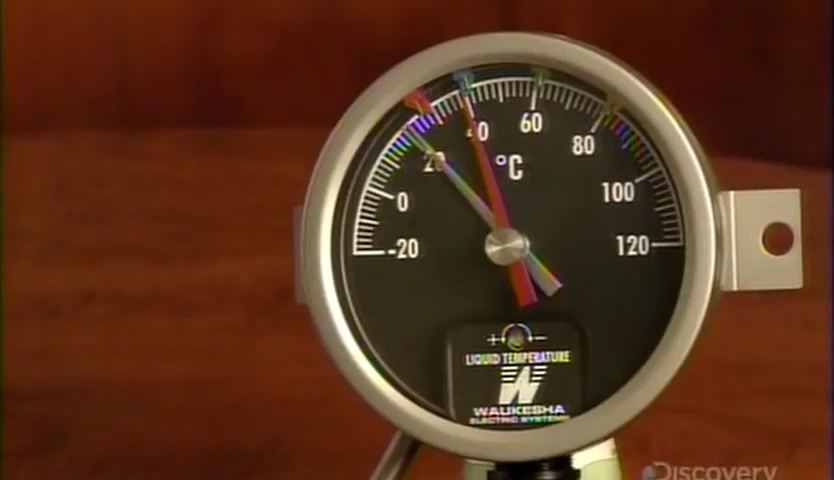 40
60
20
80
°C
0
100
-20
120
+ -
LIQUID TEMPERATURE
W
WAUKESHA
ELECTRIC SYSTEMS
Discovery